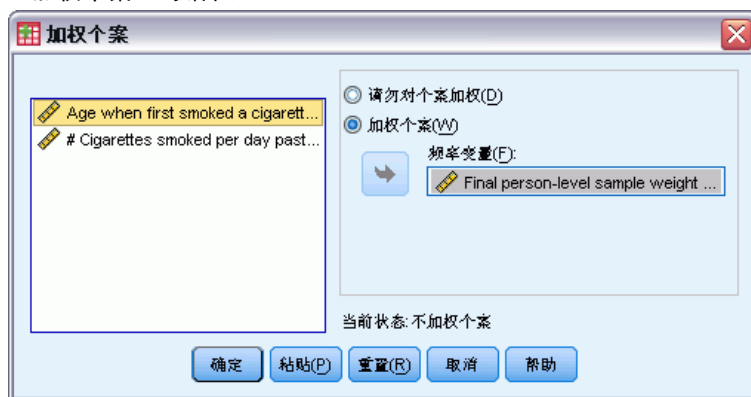 加权个案
Age when first smoked a cigarett...
# Cigarettes smoked per day past...
请勿对个案加权(D)
加权个案(W)
频率变量(F):
Final person-level sample weight ...
当前状态: 不加权个案
确定
粘贴(P)
重置(R)
取消
帮助